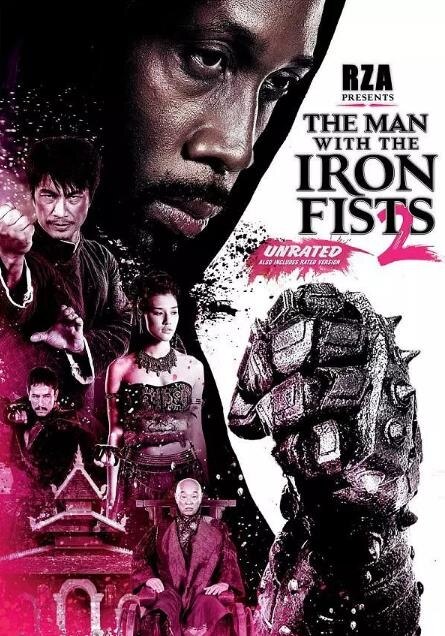 RZA
PRESENTS
THE MAN
WITH THE
IRON
FISTS
2
UNRATED
ALSO INCLUDES RATED VERSION